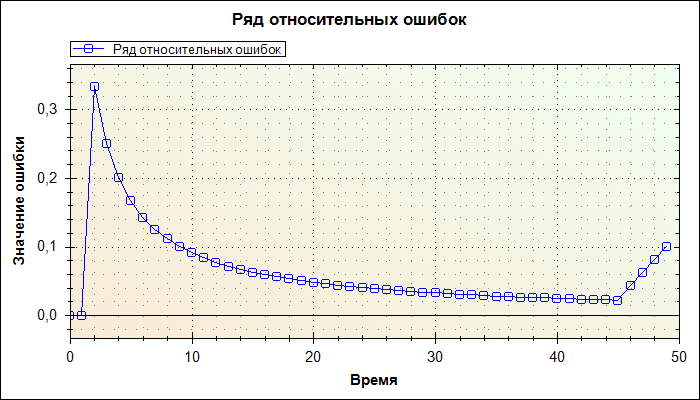 Ряд относительных ошибок
Ряд относительных ошибок
Значение ошибки
0,3
0,2
0,1
0,0
0 10 20 30 40 50
Время